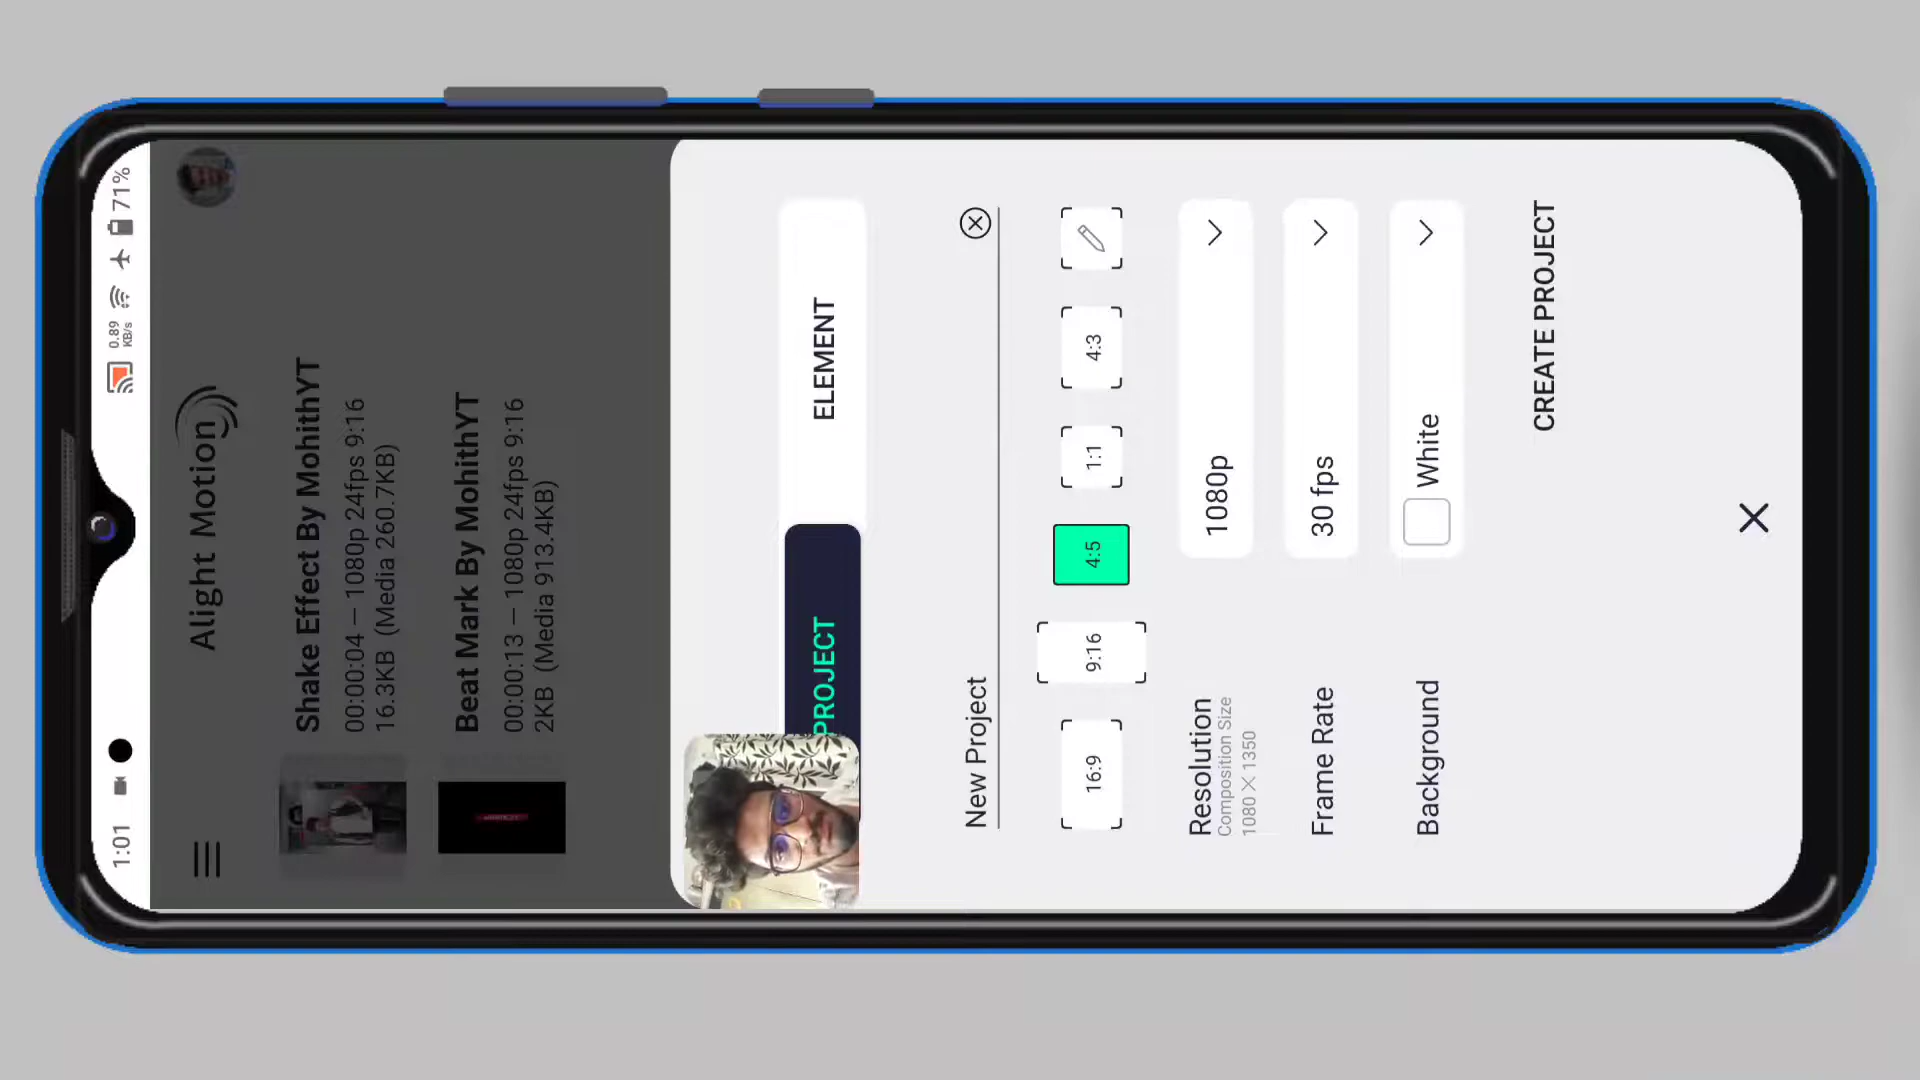 1:01
0.89
KB/s
71%
Alight Motion
Shake Effect By MohithYT
00:00:04 — 1080p 24fps 9:16
16.3KB (Media 260.7KB)
Beat Mark By MohithYT
00:00:13 — 1080p 24fps 9:16
2KB (Media 913.4KB)
PROJECT
ELEMENT
New Project
16:9
9:16
4:5
1:1
4:3
Resolution
Composition Size
1080 X 1350
1080p
Frame Rate
30 fps
Background
White
CREATE PROJECT